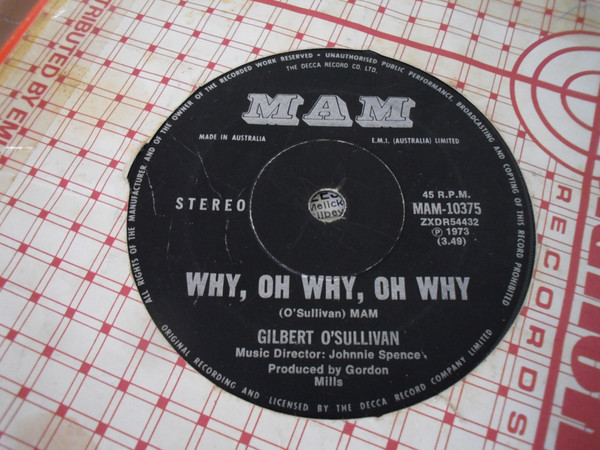 ALL RIGHTS OF THE MANUFACTURER AND OF THE OWNER OF THE RECORDED WORK RESERVED • UNAUTHORISED PUBLIC PERFORMANCE BROADCASTING AND COPYING OF THIS RECORD PROHIBITED
THE DECCA RECORD CO. LTD.
MAM
MADE IN AUSTRALIA
E.M.I. (AUSTRALIA) LIMITED
STEREO
45 R.P.M.
MAM-10375
ZXDR54432
Ⓟ 1973
(3.49)
WHY, OH WHY, OH WHY
(O'Sullivan) MAM
GILBERT O'SULLIVAN
Music Director: Johnnie Spence
Produced by Gordon
Mills
ORIGINAL RECORDING AND LICENSED BY THE DECCA RECORD COMPANY LIMITED
TRIBUTED BY EM
RECORDS